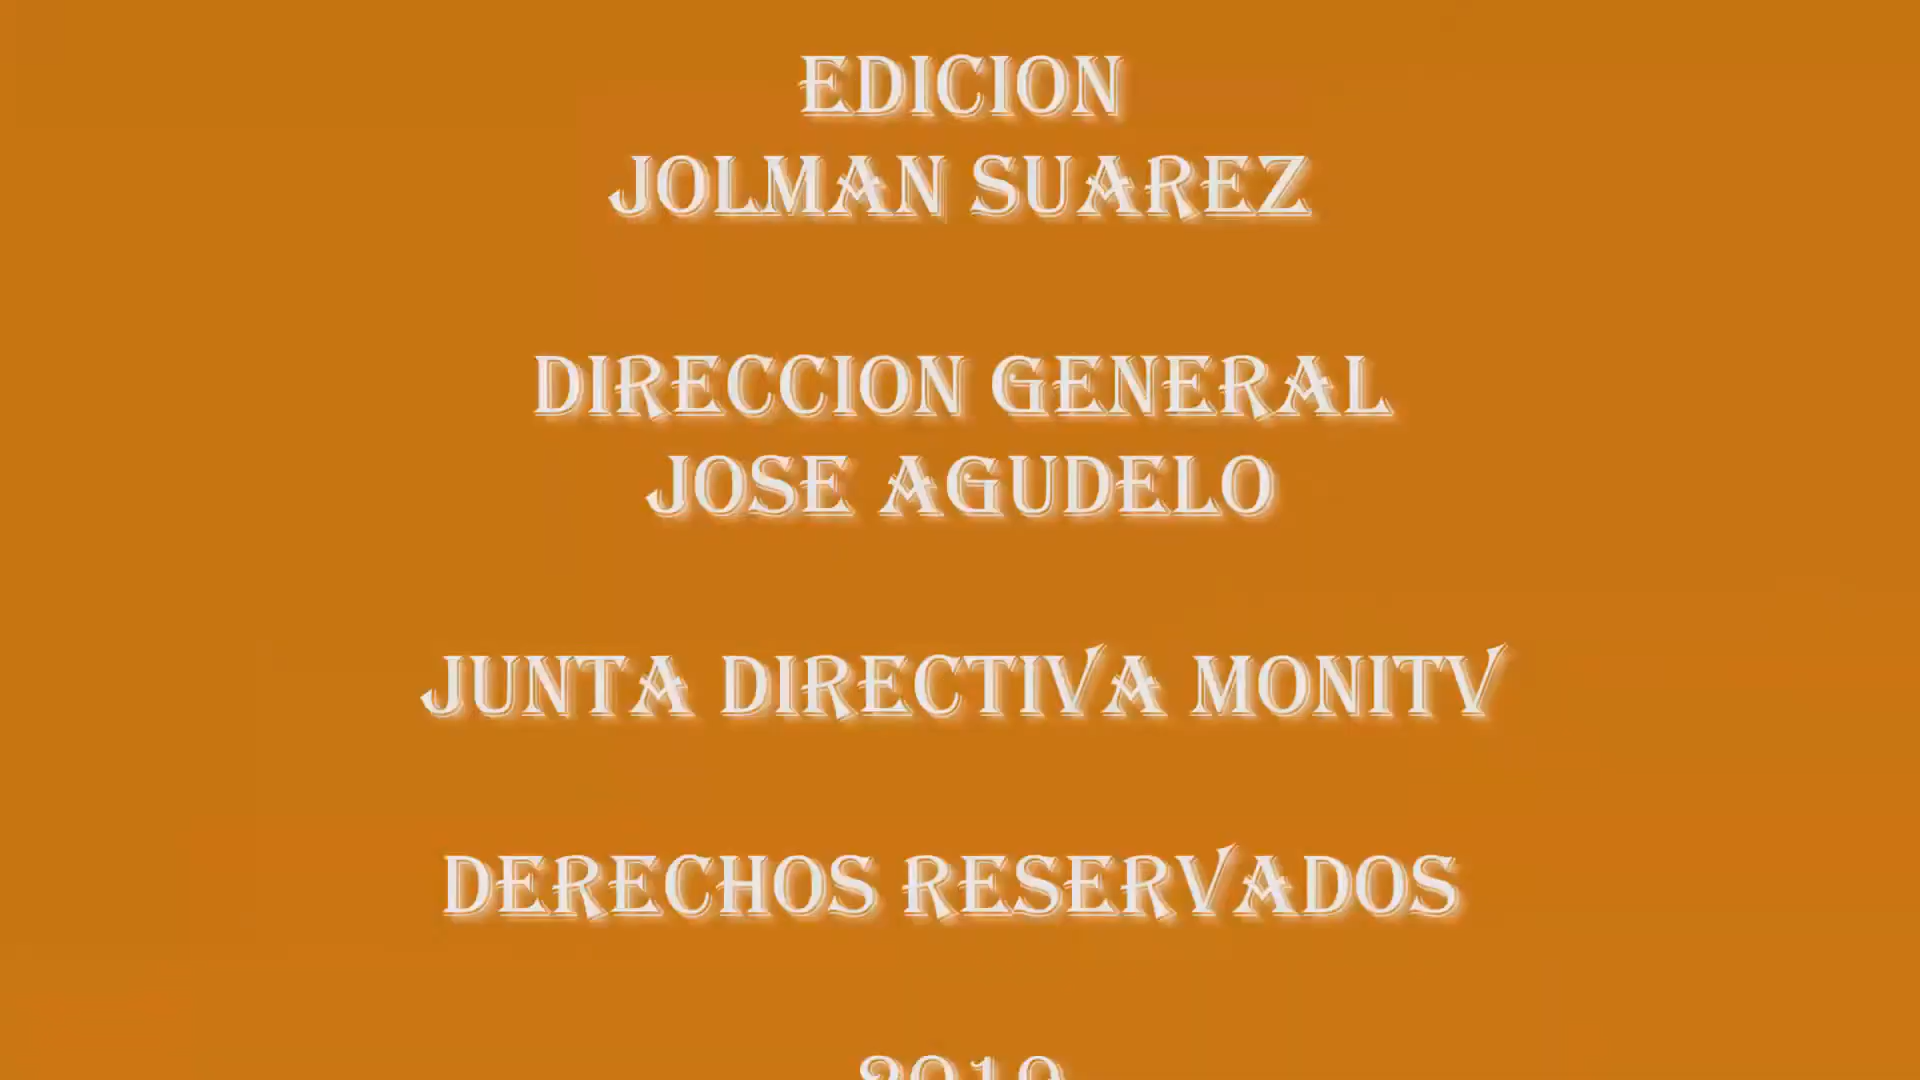 EDICION
JOLMAN SUAREZ
DIRECCION GENERAL
JOSE AGUDELO
JUNTA DIRECTIVA MONITV
DERECHOS RESERVADOS